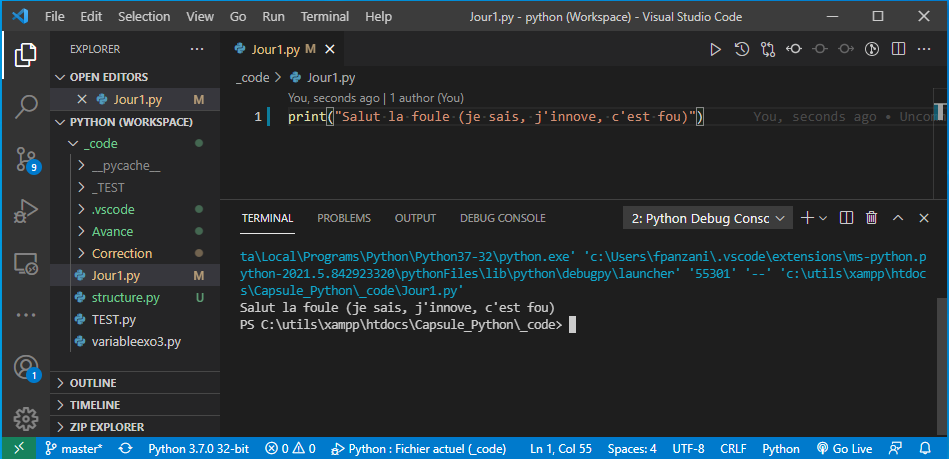 File Edit Selection View Go Run Terminal Help Jour1.py - python (Workspace) - Visual Studio Code
EXPLORER
OPEN EDITORS
Jour1.py M
PYTHON (WORKSPACE)
_code
__pycache__
_TEST
.vscode
Avance
Correction
Jour1.py M
structure.py U
TEST.py
variableexo3.py
OUTLINE
TIMELINE
ZIP EXPLORER
9
1
Jour1.py M
_code > Jour1.py
You, seconds ago | 1 author (You)
1 print("Salut la foule (je sais, j'innove, c'est fou)") You, seconds ago • Uncom
TERMINAL PROBLEMS OUTPUT DEBUG CONSOLE 2: Python Debug Consc
ta\Local\Programs\Python\Python37-32\python.exe' 'c:\Users\fpanzani\.vscode\extensions\ms-python.p
ython-2021.5.842923320\pythonFiles\lib\python\debugpy\launcher' '55301' '--' 'c:\utils\xampp\htdoc
s\Capsule_Python\_code\Jour1.py'
Salut la foule (je sais, j'innove, c'est fou)
PS C:\utils\xampp\htdocs\Capsule_Python\_code>
master* Python 3.7.0 32-bit 0 0 Python : Fichier actuel (_code) Ln 1, Col 55 Spaces: 4 UTF-8 CRLF Python Go Live